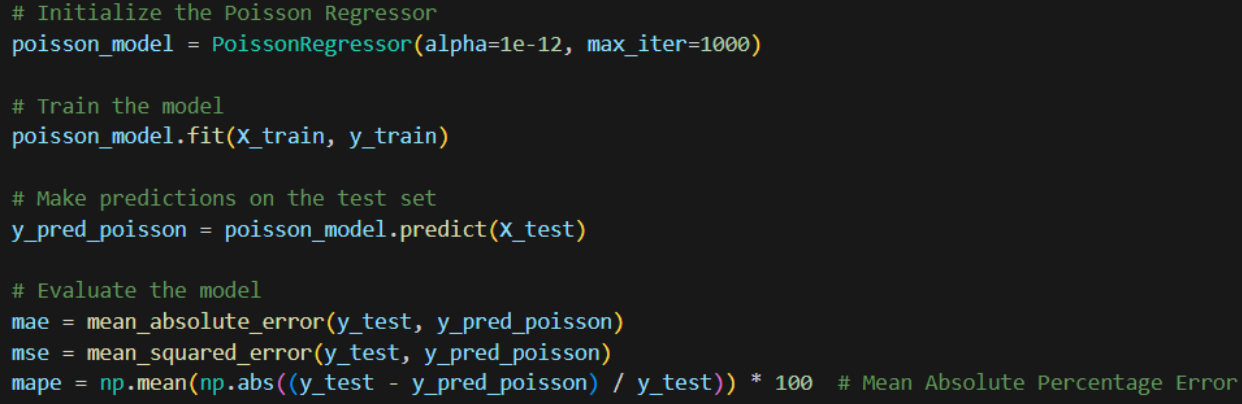 # Initialize the Poisson Regressor
poisson_model = PoissonRegressor(alpha=1e-12, max_iter=1000)
# Train the model
poisson_model.fit(X_train, y_train)
# Make predictions on the test set
y_pred_poisson = poisson_model.predict(X_test)
# Evaluate the model
mae = mean_absolute_error(y_test, y_pred_poisson)
mse = mean_squared_error(y_test, y_pred_poisson)
mape = np.mean(np.abs((y_test - y_pred_poisson) / y_test)) * 100  # Mean Absolute Percentage Error